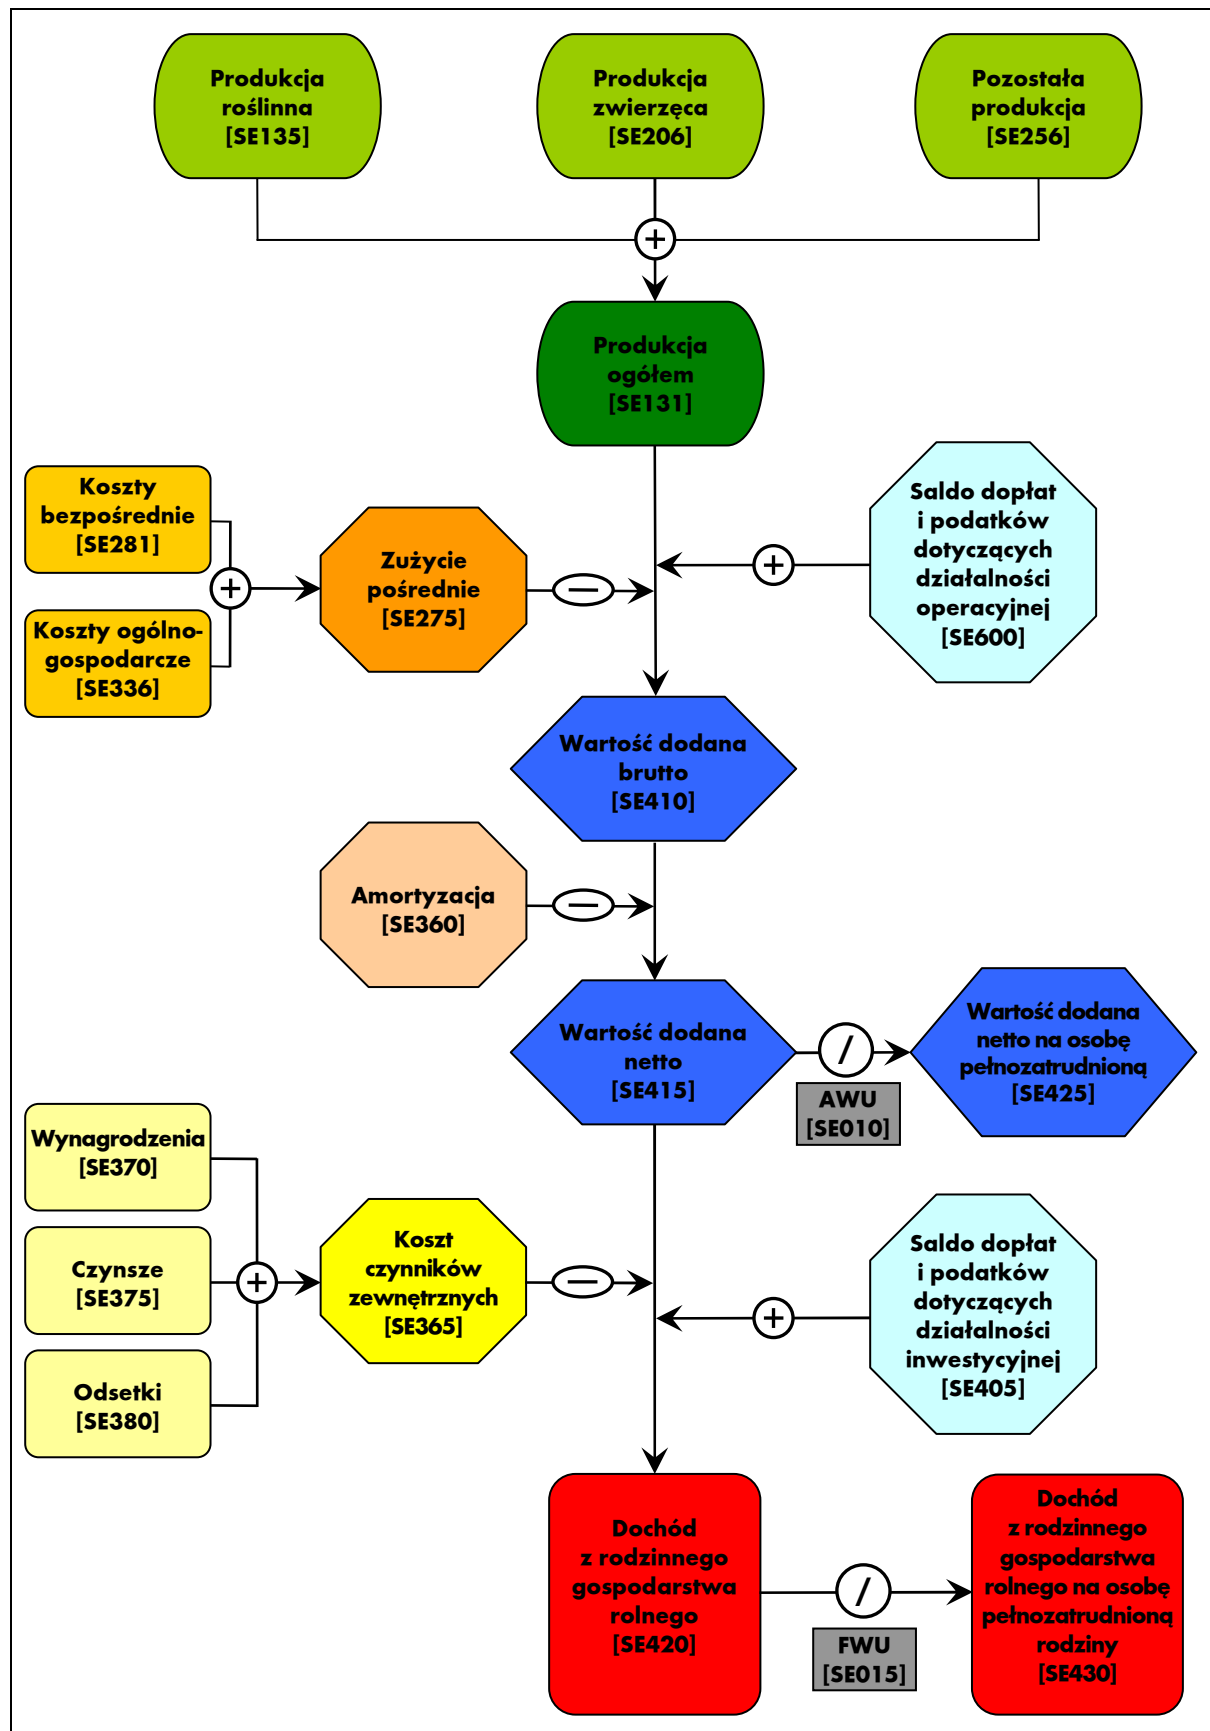 Produkcja
roślinna
[SE135]
Produkcja
zwierzęca
[SE206]
Pozostała
produkcja
[SE256]
+
Produkcja
ogółem
[SE131]
Koszty
bezpośrednie
[SE281]
Koszty ogólno-
gospodarcze
[SE336]
+
Zużycie
pośrednie
[SE275]
—
+
Saldo dopłat
i podatków
dotyczących
działalności
operacyjnej
[SE600]
Wartość dodana
brutto
[SE410]
Amortyzacja
[SE360]
—
Wartość dodana
netto
[SE415]
/
AWU
[SE010]
Wartość dodana
netto na osobę
pełnozatrudnioną
[SE425]
Wynagrodzenia
[SE370]
Czynsze
[SE375]
Odsetki
[SE380]
+
Koszt
czynników
zewnętrznych
[SE365]
—
+
Saldo dopłat
i podatków
dotyczących
działalności
inwestycyjnej
[SE405]
Dochód
z rodzinnego
gospodarstwa
rolnego
[SE420]
/
FWU
[SE015]
Dochód
z rodzinnego
gospodarstwa
rolnego na osobę
pełnozatrudnioną
rodziny
[SE430]